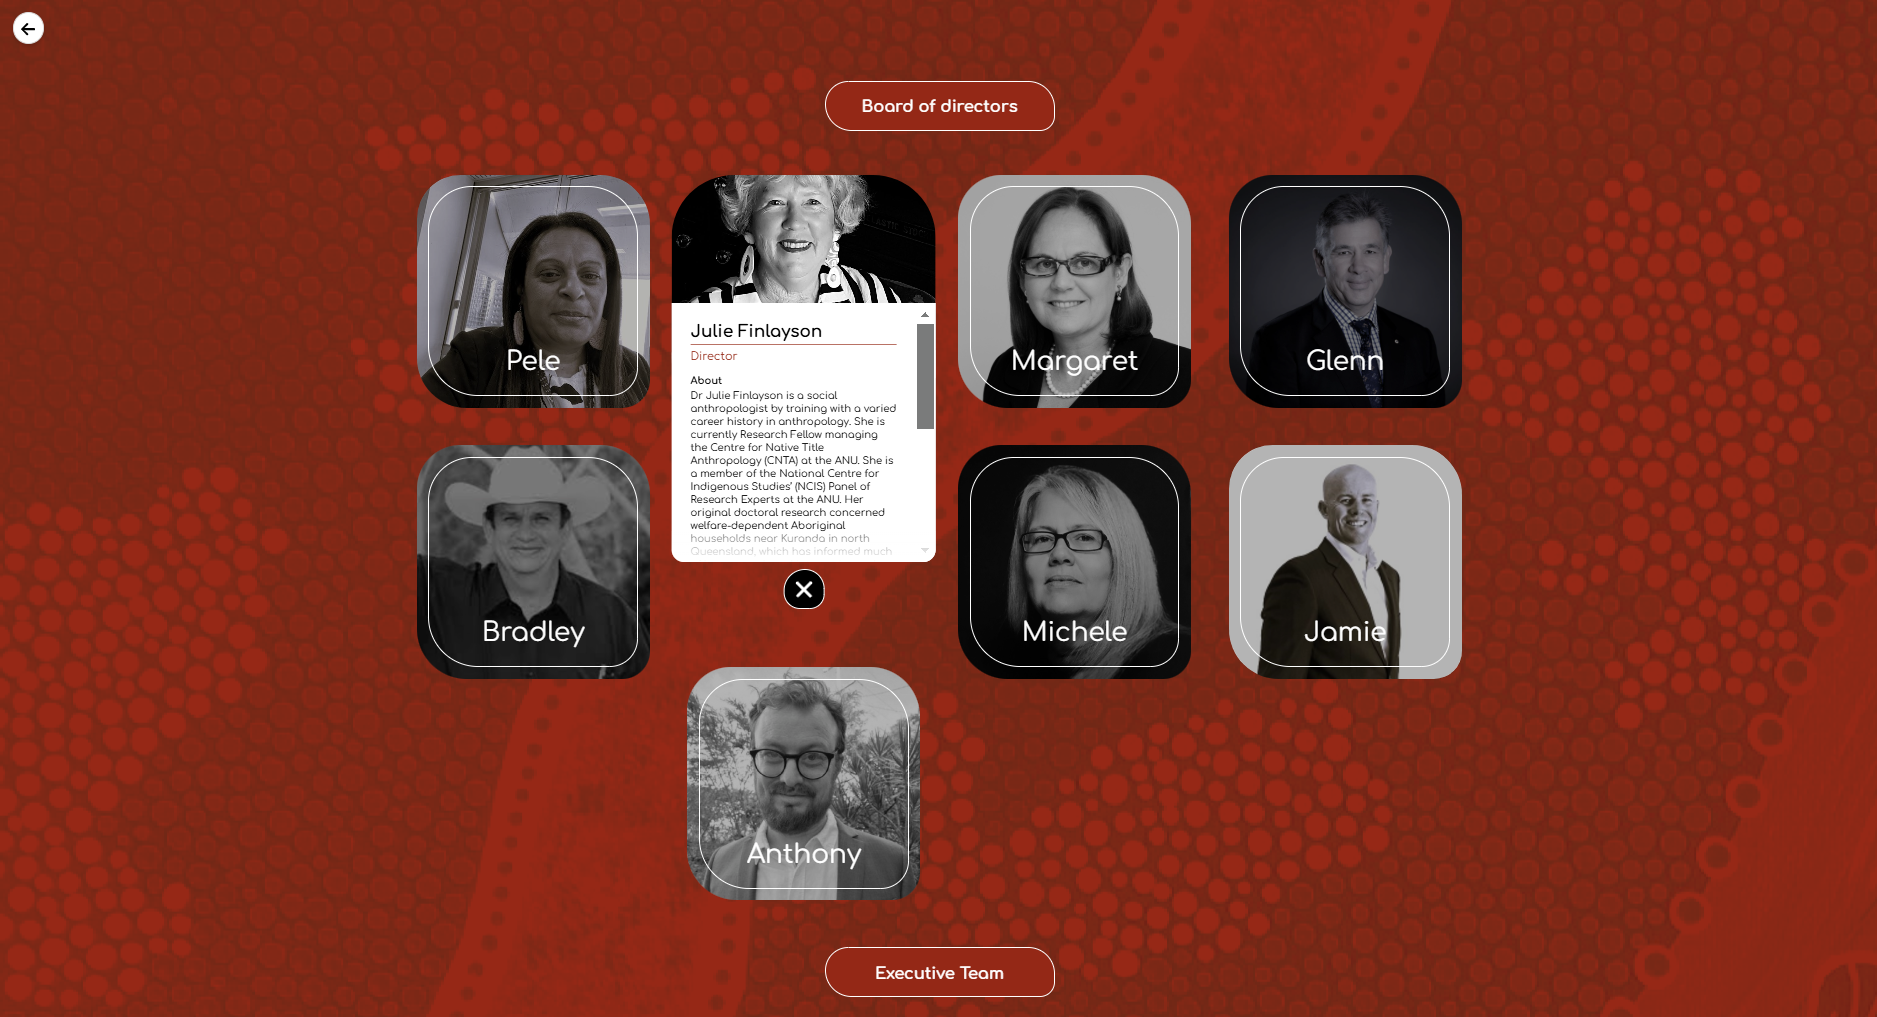 Board of directors
Pele
Julie Finlayson
Director
About
Dr Julie Finlayson is a social
anthropologist by training with a varied
career history in anthropology. She is
currently Research Fellow managing
the Centre for Native Title
Anthropology (CNTA) at the ANU. She is
a member of the National Centre for
Indigenous Studies' (NCIS) Panel of
Research Experts at the ANU. Her
original doctoral research concerned
welfare-dependent Aboriginal
households near Kuranda in north
Queensland, which has informed much
Margaret
Glenn
Bradley
Michele
Jamie
Anthony
Executive Team